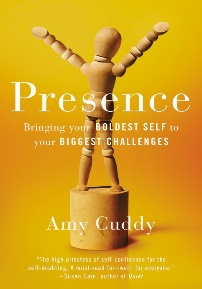 Presence
Bringing your BOLDEST SELF to
your BIGGEST CHALLENGES
Amy Cuddy
"The high priestess of self-confidence for the
self-doubting. A must-read for—well, for everyone."
—Susan Cain, author of Quiet